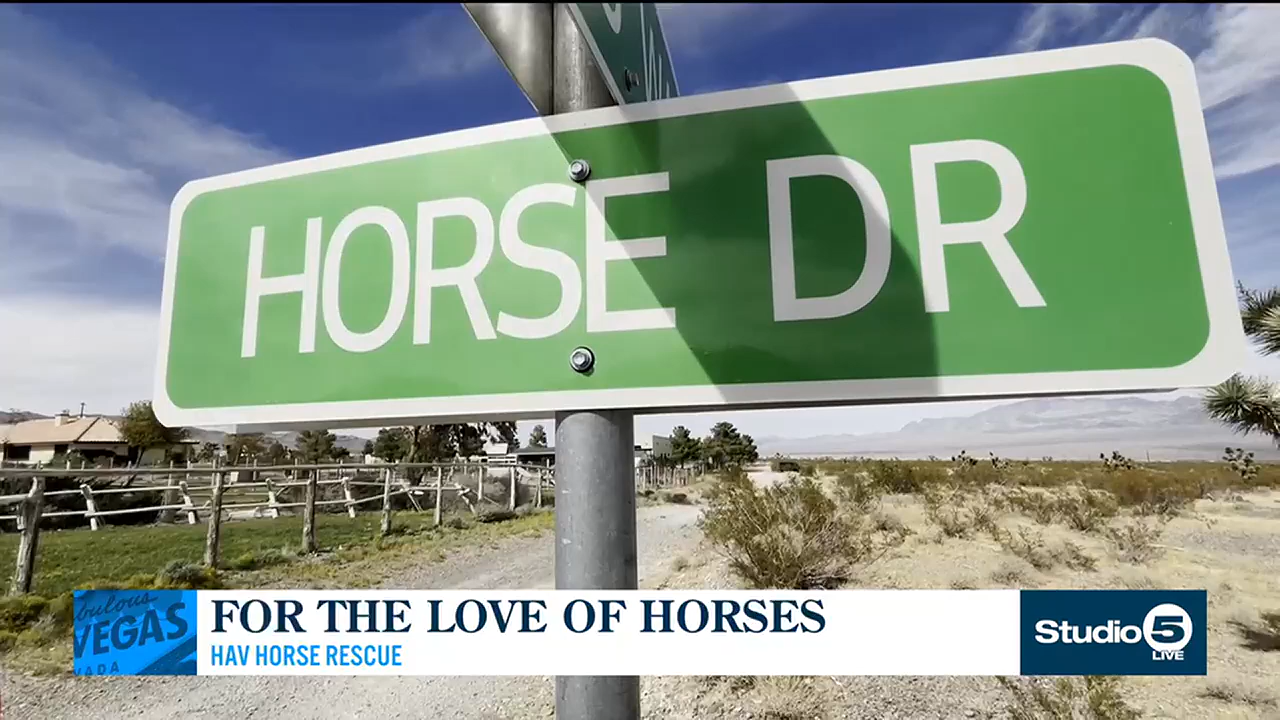 HORSE DR
FOR THE LOVE OF HORSES
HAV HORSE RESCUE
VEGAS
Studio 5
LIVE